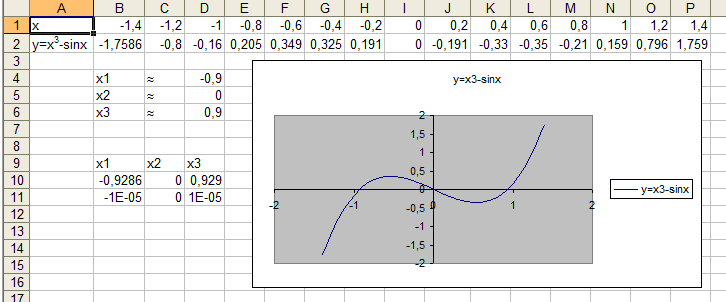 A B C D E F G H I J K L M N O P
1 x -1,4 -1,2 -1 -0,8 -0,6 -0,4 -0,2 0 0,2 0,4 0,6 0,8 1 1,2 1,4
2 y=x³-sinx -1,7586 -0,8 -0,16 0,205 0,349 0,325 0,191 0 -0,191 -0,33 -0,35 -0,21 0,159 0,796 1,759
3
4 x1 ≈ -0,9
5 x2 ≈ 0
6 x3 ≈ 0,9
7
8
9 x1 x2 x3
10 -0,9286 0 0,929
11 -1E-05 0 1E-05
12
13
14
15
16
17
y=x3-sinx
2
1,5
1
0,5
0
-0,5
-1
-1,5
-2
-2 -1 0 1 2
y=x3-sinx